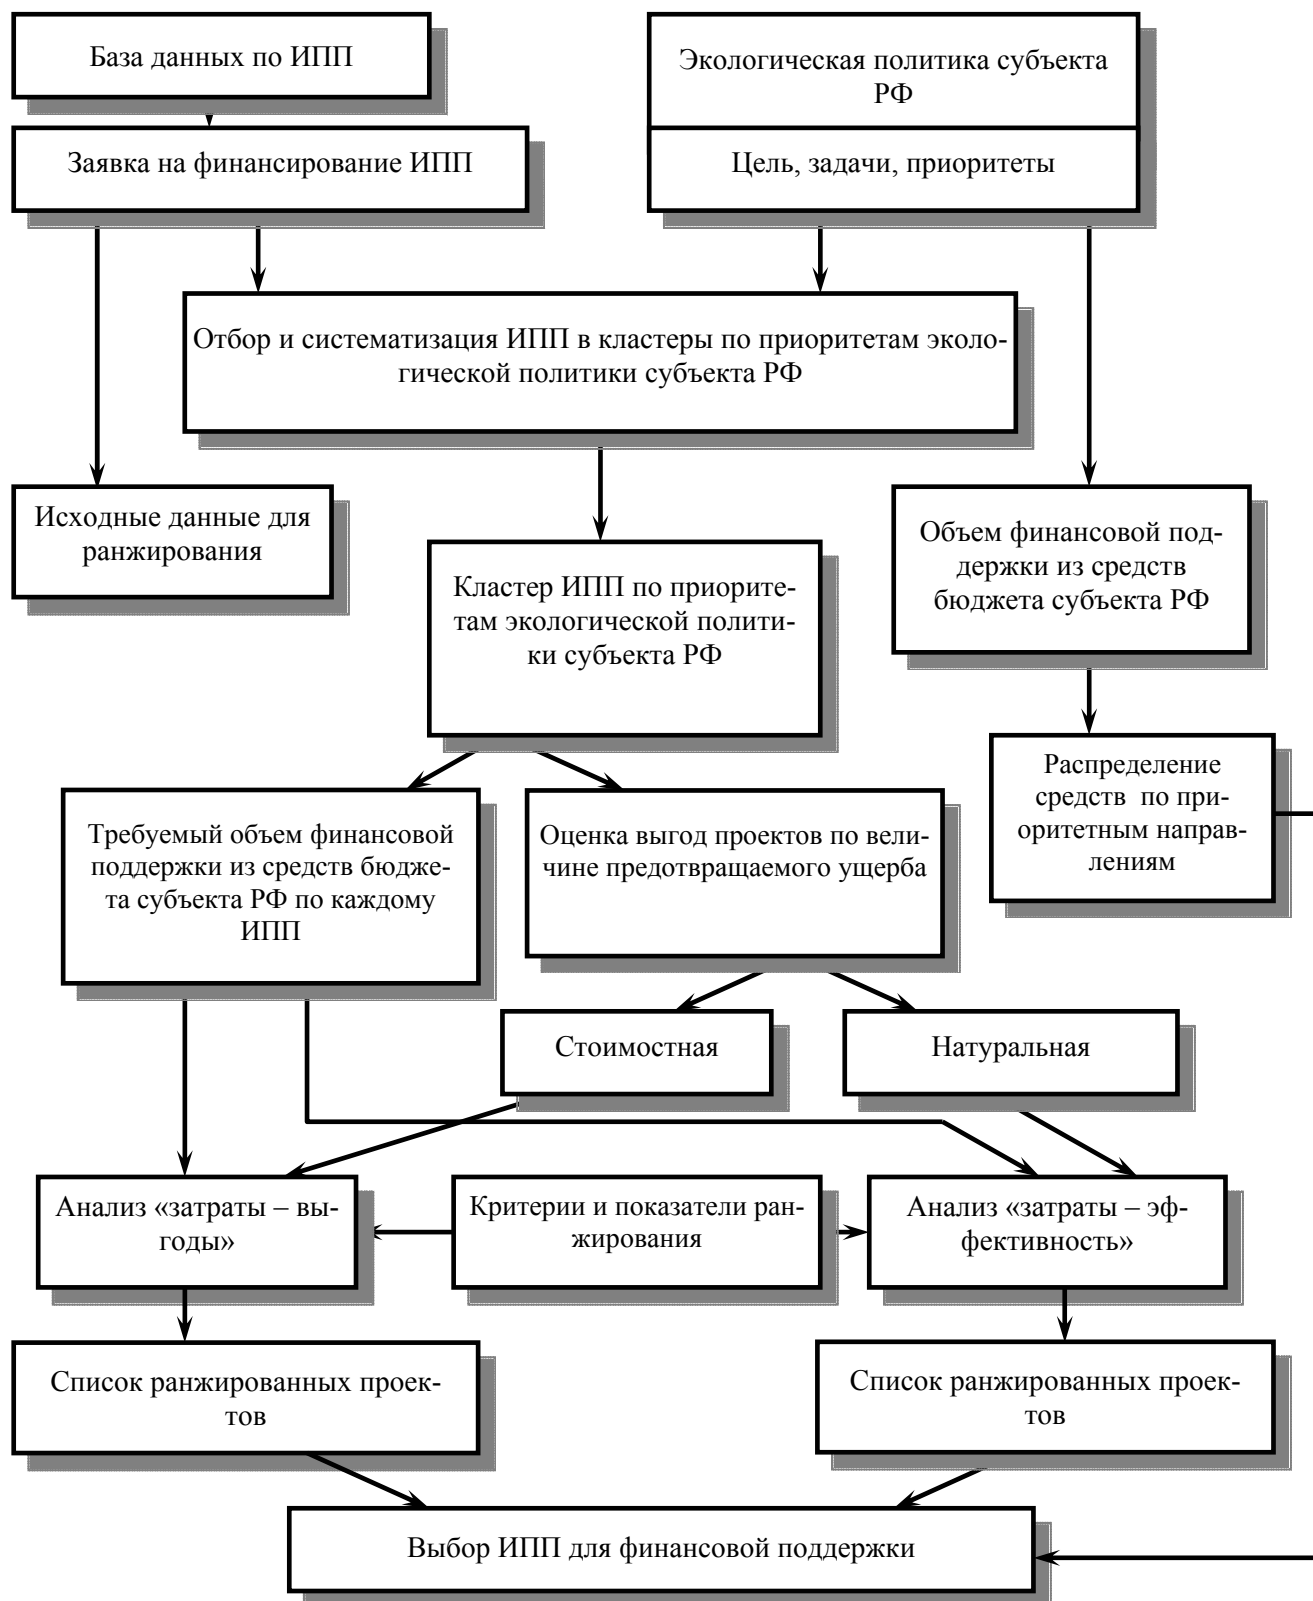 База данных по ИПП
Экологическая политика субъекта
РФ
Заявка на финансирование ИПП
Цель, задачи, приоритеты
Отбор и систематизация ИПП в кластеры по приоритетам эколо-
гической политики субъекта РФ
Исходные данные для
ранжирования
Кластер ИПП по приорите-
там экологической полити-
ки субъекта РФ
Объем финансовой под-
держки из средств
бюджета субъекта РФ
Распределение
средств по при-
оритетным направ-
лениям
Требуемый объем финансовой
поддержки из средств бюдже-
та субъекта РФ по каждому
ИПП
Оценка выгод проектов по вели-
чине предотвращаемого ущерба
Стоимостная
Натуральная
Анализ «затраты – вы-
годы»
Критерии и показатели ран-
жирования
Анализ «затраты – эф-
фективность»
Список ранжированных проек-
тов
Список ранжированных проек-
тов
Выбор ИПП для финансовой поддержки